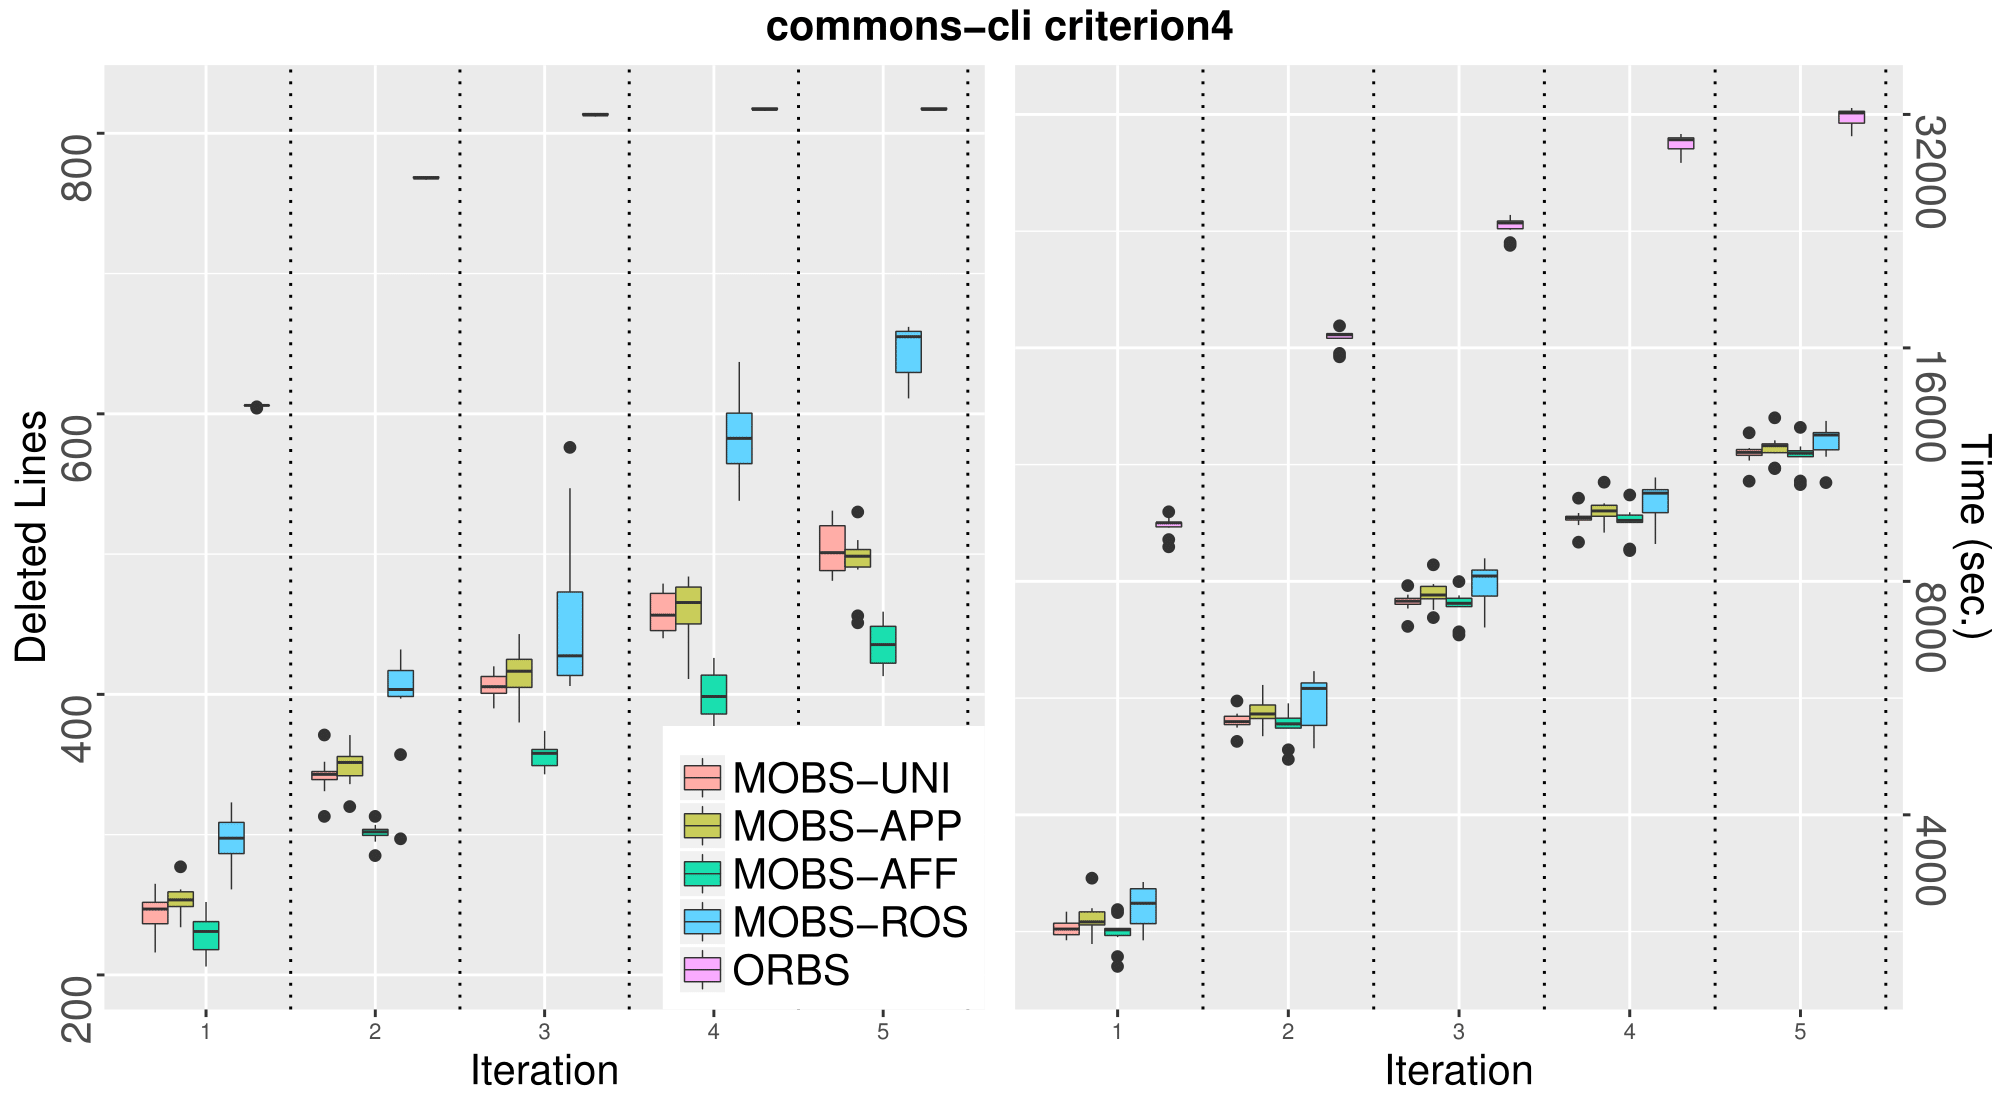 commons–cli criterion4
Deleted Lines
800
600
400
200
1
2
3
4
5
Iteration
MOBS–UNI
MOBS–APP
MOBS–AFF
MOBS–ROS
ORBS
1
2
3
4
5
Iteration
32000
16000
8000
4000
Time (sec.)